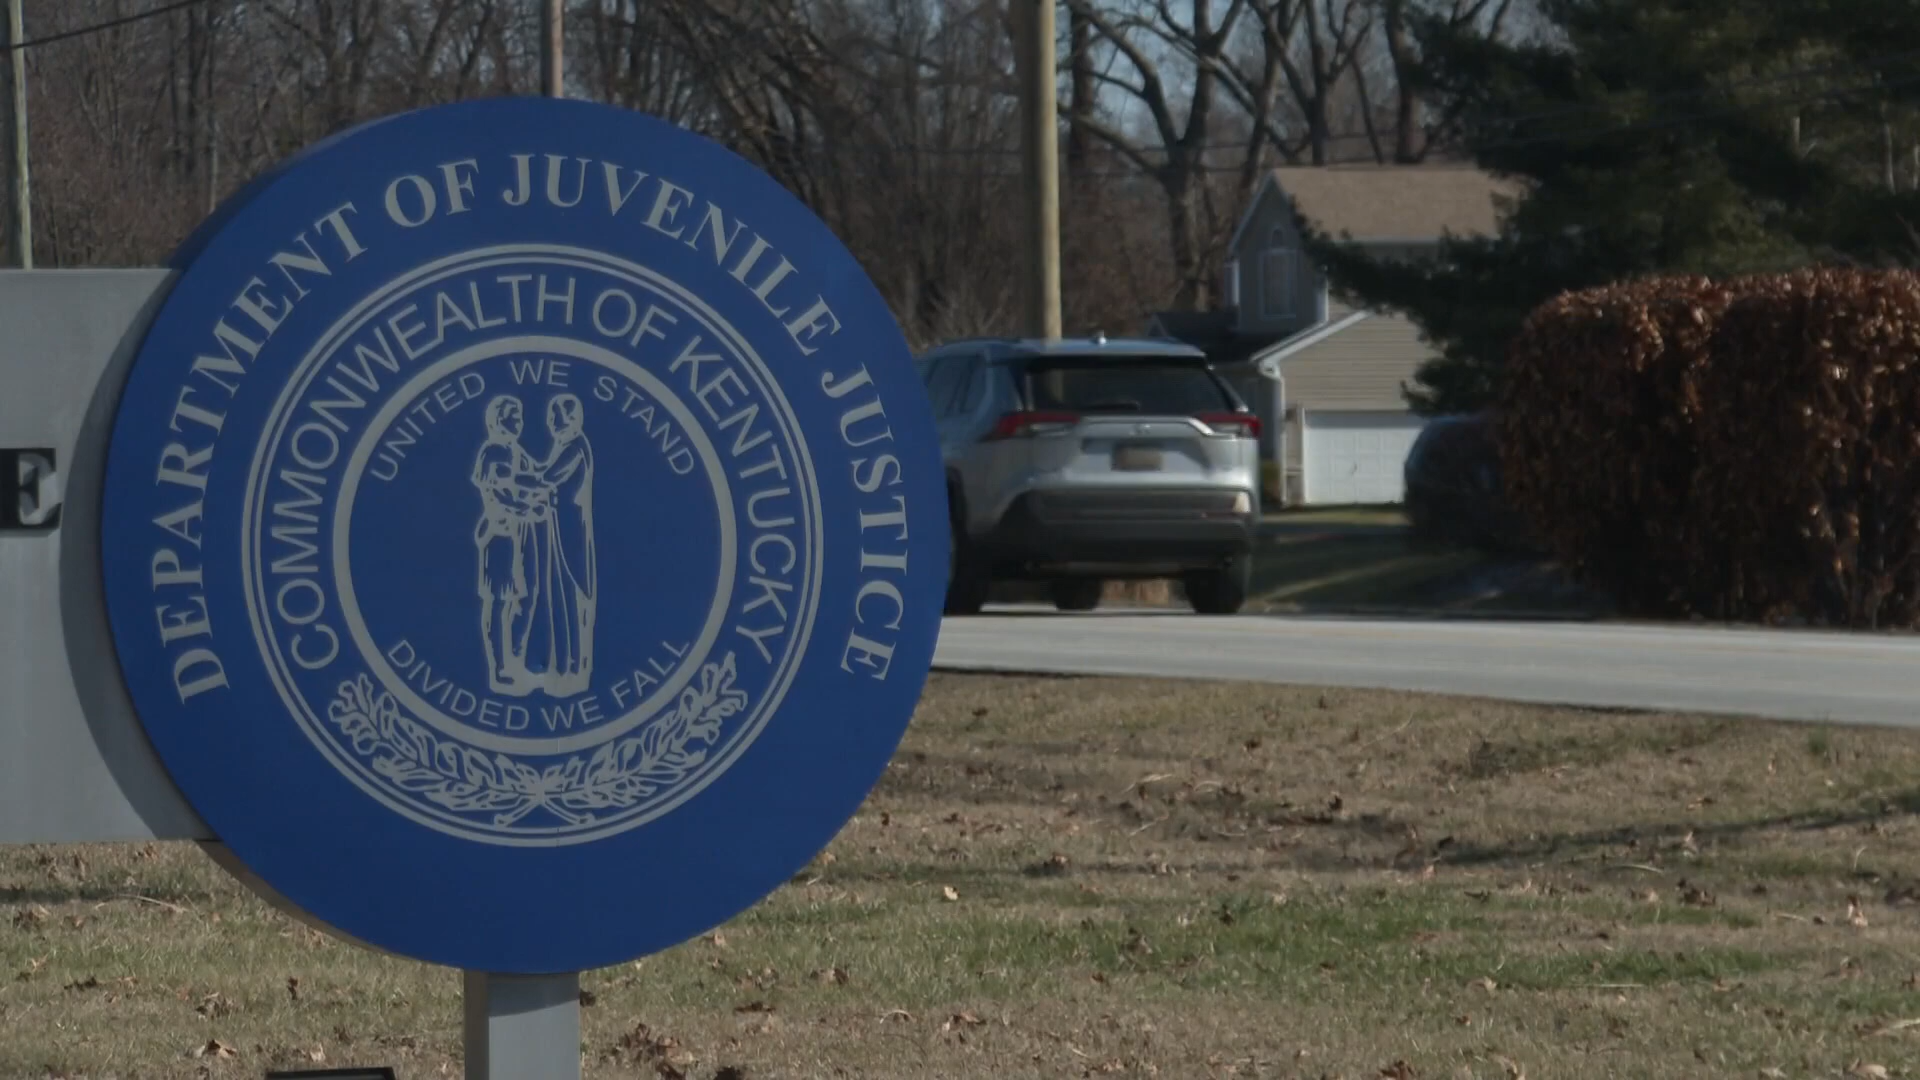 DEPARTMENT OF JUVENILE JUSTICE
COMMONWEALTH OF KENTUCKY
UNITED WE STAND
DIVIDED WE FALL
E